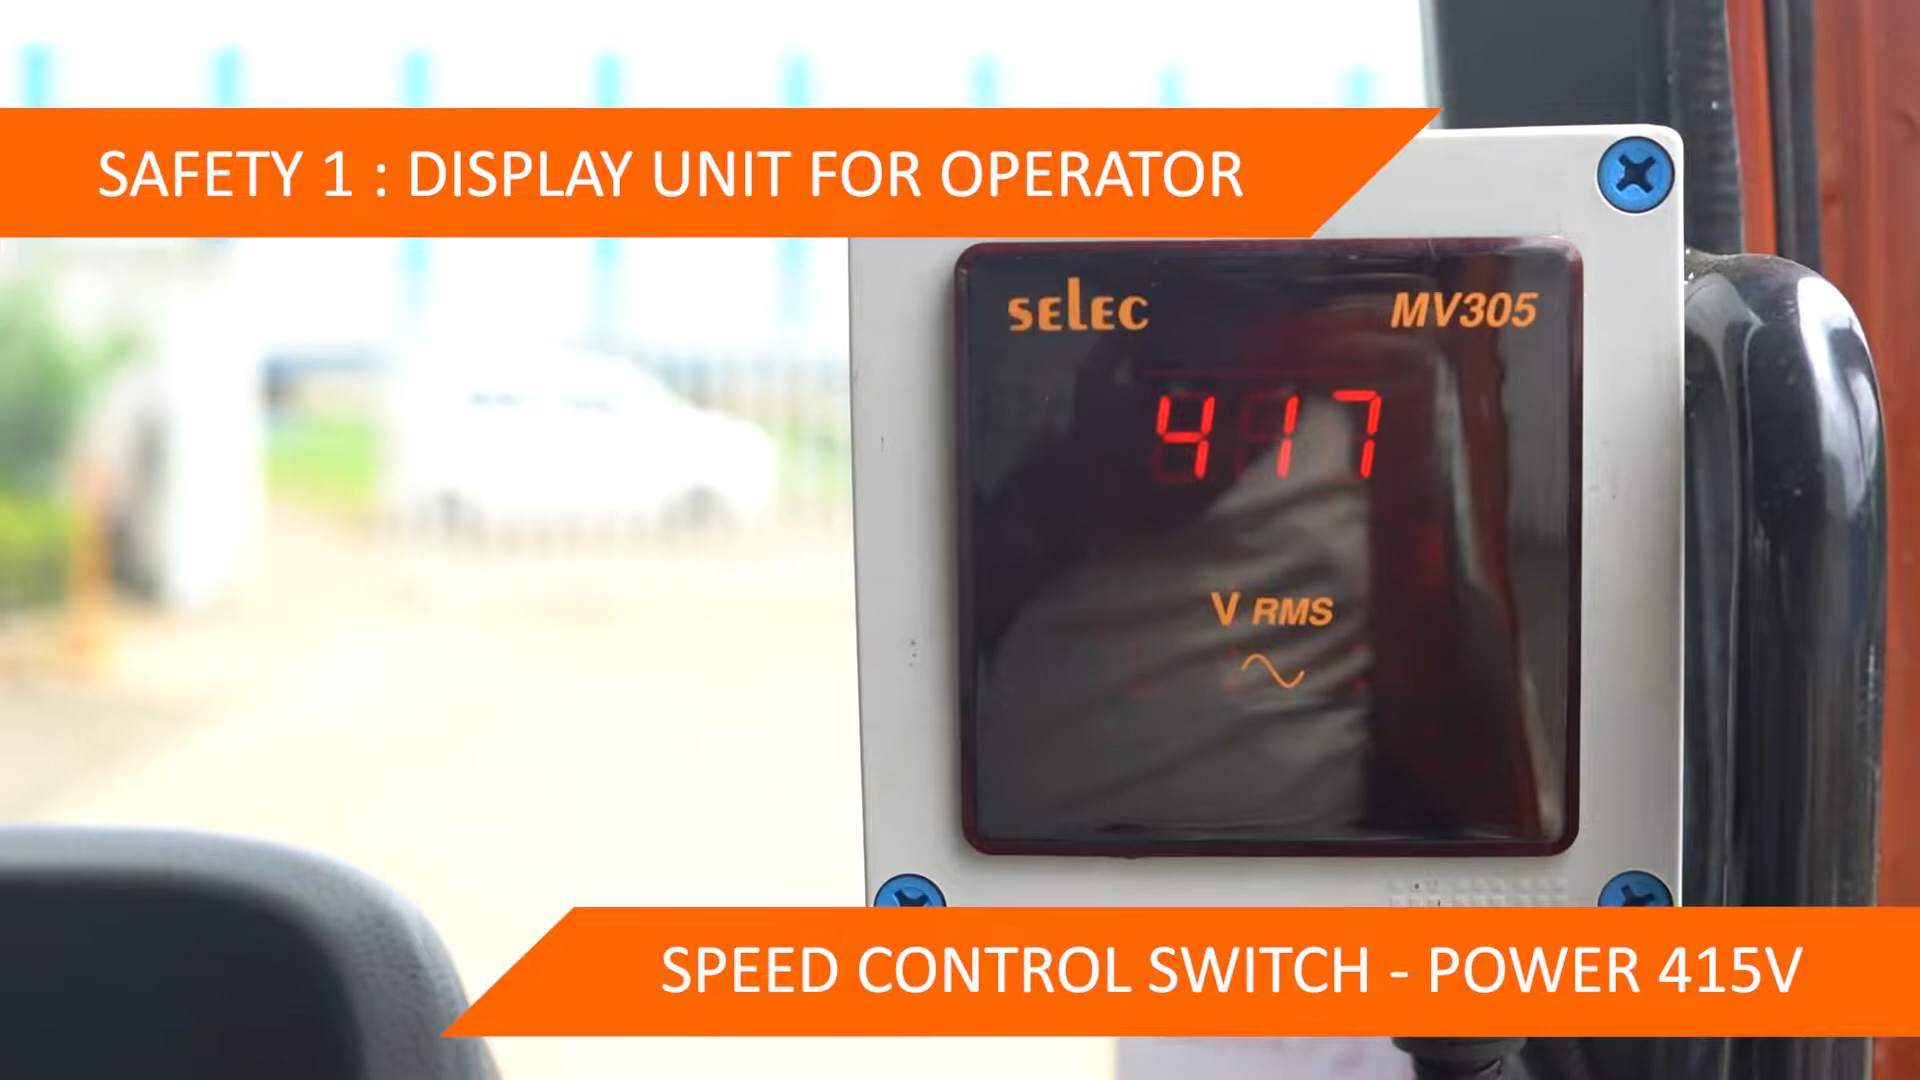 SAFETY 1 : DISPLAY UNIT FOR OPERATOR
SELEC MV305
417
V RMS
SPEED CONTROL SWITCH - POWER 415V